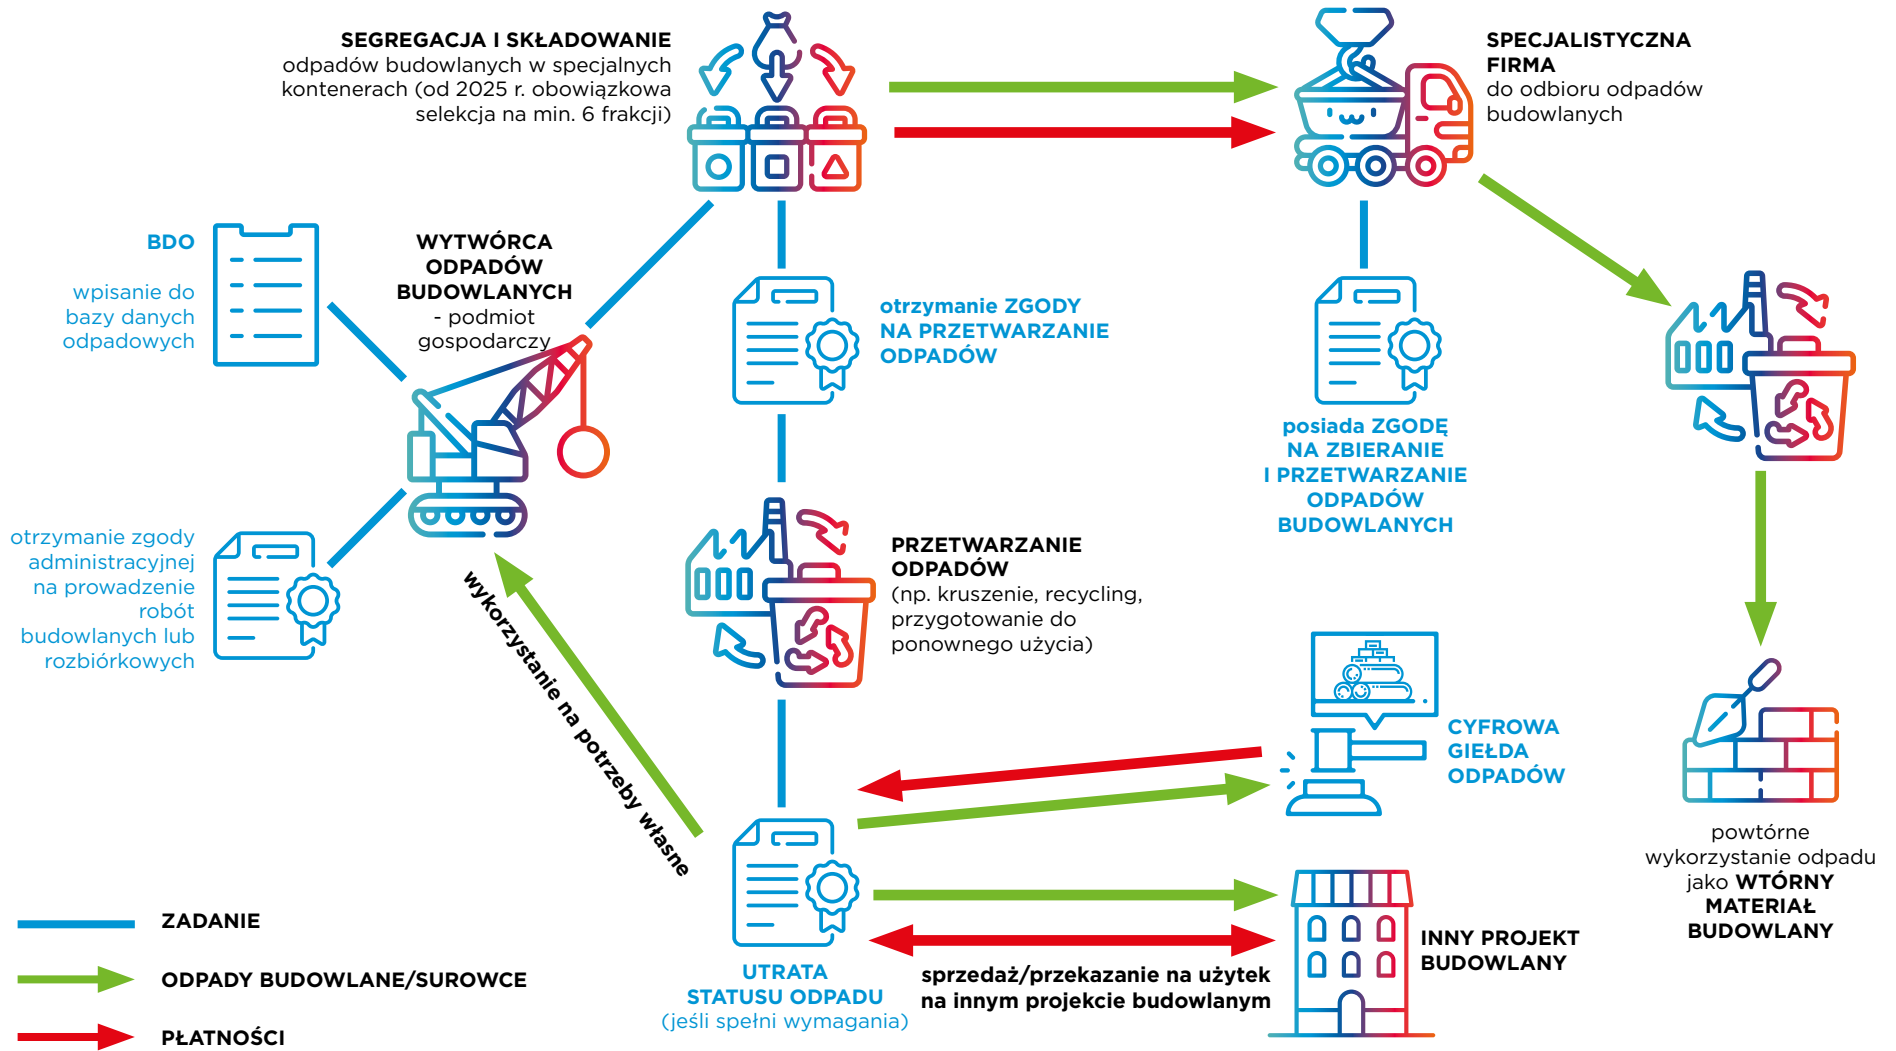 SEGREGACJA I SKŁADOWANIE
odpadów budowlanych w specjalnych
kontenerach (od 2025 r. obowiązkowa
selekcja na min. 6 frakcji)
SPECJALISTYCZNA
FIRMA
do odbioru odpadów
budowlanych
BDO
wpisanie do
bazy danych
odpadowych
WYTWÓRCA
ODPADÓW
BUDOWLANYCH
- podmiot
gospodarczy
otrzymanie ZGODY
NA PRZETWARZANIE
ODPADÓW
posiada ZGODĘ
NA ZBIERANIE
I PRZETWARZANIE
ODPADÓW
BUDOWLANYCH
otrzymanie zgody
administracyjnej
na prowadzenie
robót
budowlanych lub
rozbiórkowych
PRZETWARZANIE
ODPADÓW
(np. kruszenie, recycling,
przygotowanie do
ponownego użycia)
wykorzystanie na potrzeby własne
CYFROWA
GIEŁDA
ODPADÓW
powtórne
wykorzystanie odpadu
jako WTÓRNY
MATERIAŁ
BUDOWLANY
UTRATA
STATUSU ODPADU
(jeśli spełni wymagania)
sprzedaż/przekazanie na użytek
na innym projekcie budowlanym
INNY PROJEKT
BUDOWLANY
ZADANIE
ODPADY BUDOWLANE/SUROWCE
PŁATNOŚCI